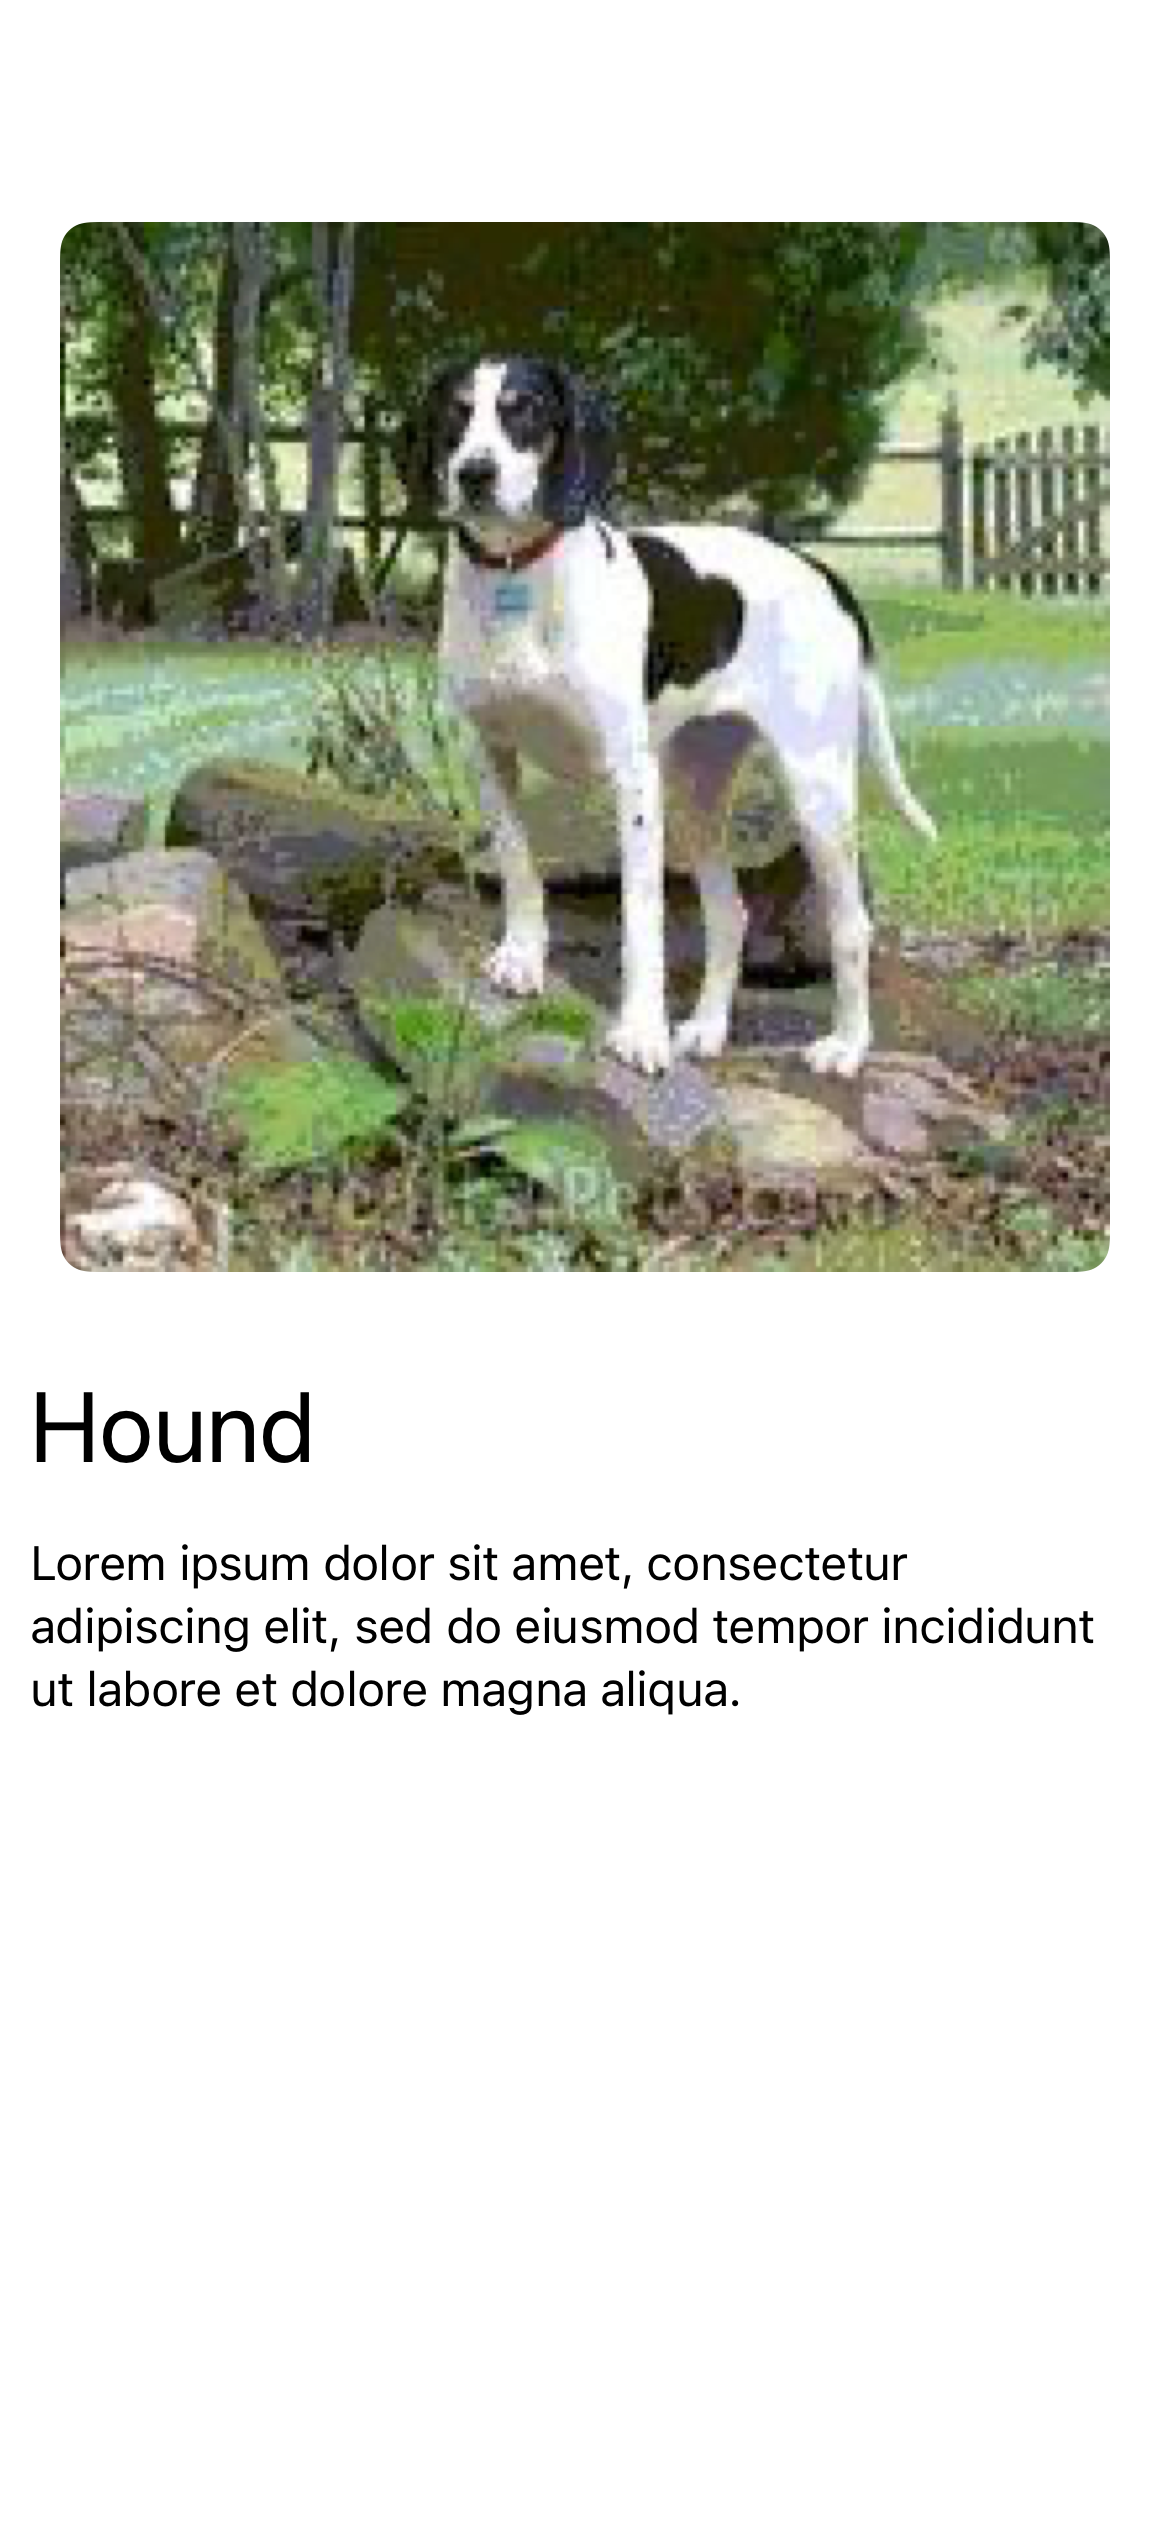 Hound
Lorem ipsum dolor sit amet, consectetur
adipiscing elit, sed do eiusmod tempor incididunt
ut labore et dolore magna aliqua.